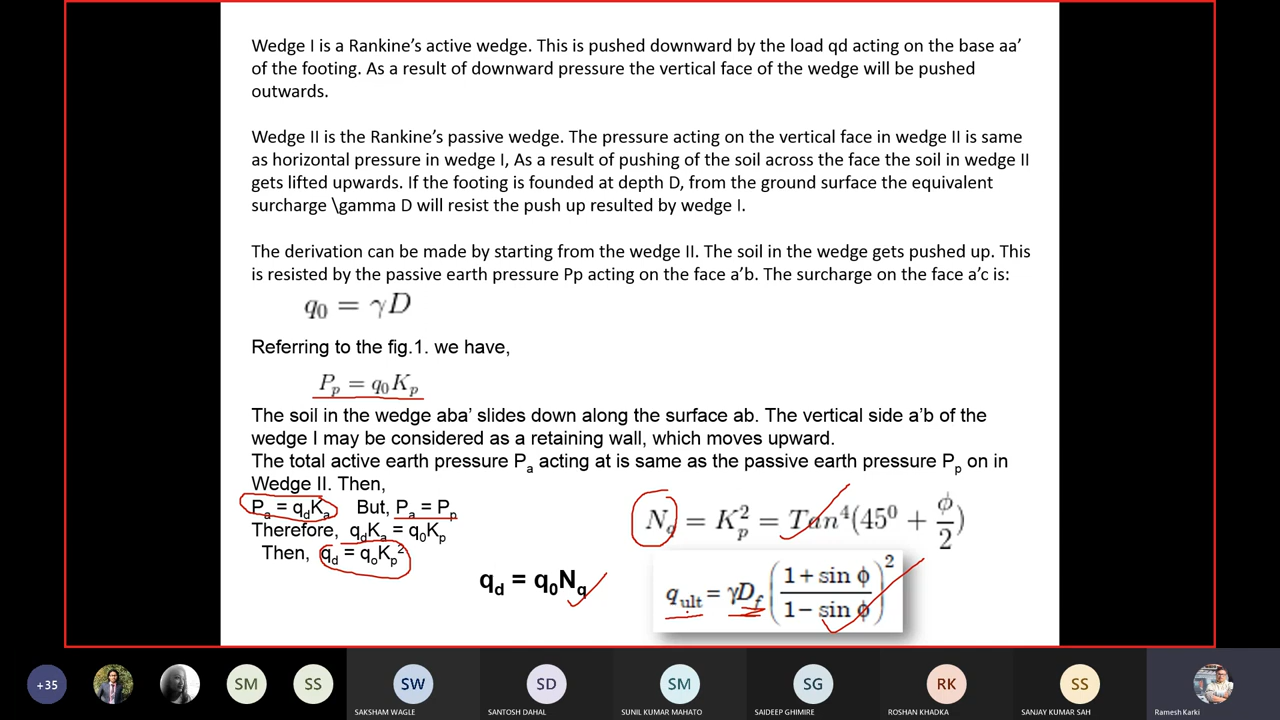 Wedge I is a Rankine’s active wedge. This is pushed downward by the load qd acting on the base aa’
of the footing. As a result of downward pressure the vertical face of the wedge will be pushed
outwards.
Wedge II is the Rankine’s passive wedge. The pressure acting on the vertical face in wedge II is same
as horizontal pressure in wedge I, As a result of pushing of the soil across the face the soil in wedge II
gets lifted upwards. If the footing is founded at depth D, from the ground surface the equivalent
surcharge \gamma D will resist the push up resulted by wedge I.
The derivation can be made by starting from the wedge II. The soil in the wedge gets pushed up. This
is resisted by the passive earth pressure Pp acting on the face a’b. The surcharge on the face a’c is:
q₀ = γD
Referring to the fig.1. we have,
Pₚ = q₀Kₚ
The soil in the wedge aba’ slides down along the surface ab. The vertical side a’b of the
wedge I may be considered as a retaining wall, which moves upward.
The total active earth pressure Pₐ acting at is same as the passive earth pressure Pₚ on in
Wedge II. Then,
Pₐ = q_dKₐ But, Pₐ = Pₚ
Therefore, q_dKₐ = q₀Kₚ
Then, q_d = qₒKₚ²
q_d = q₀N_q
N_q = Kₚ² = Tan⁴(45⁰ + ϕ/2)
q_ult = γD_f ((1 + sin ϕ)/(1 − sin ϕ))²
+35
SM
SS
SW
SD
SM
SG
RK
SS
SAKSHAM WAGLE
SANTOSH DAHAL
SUNIL KUMAR MAHATO
SAIDEEP GHIMIRE
ROSHAN KHADKA
SANJAY KUMAR SAH
Ramesh Karki